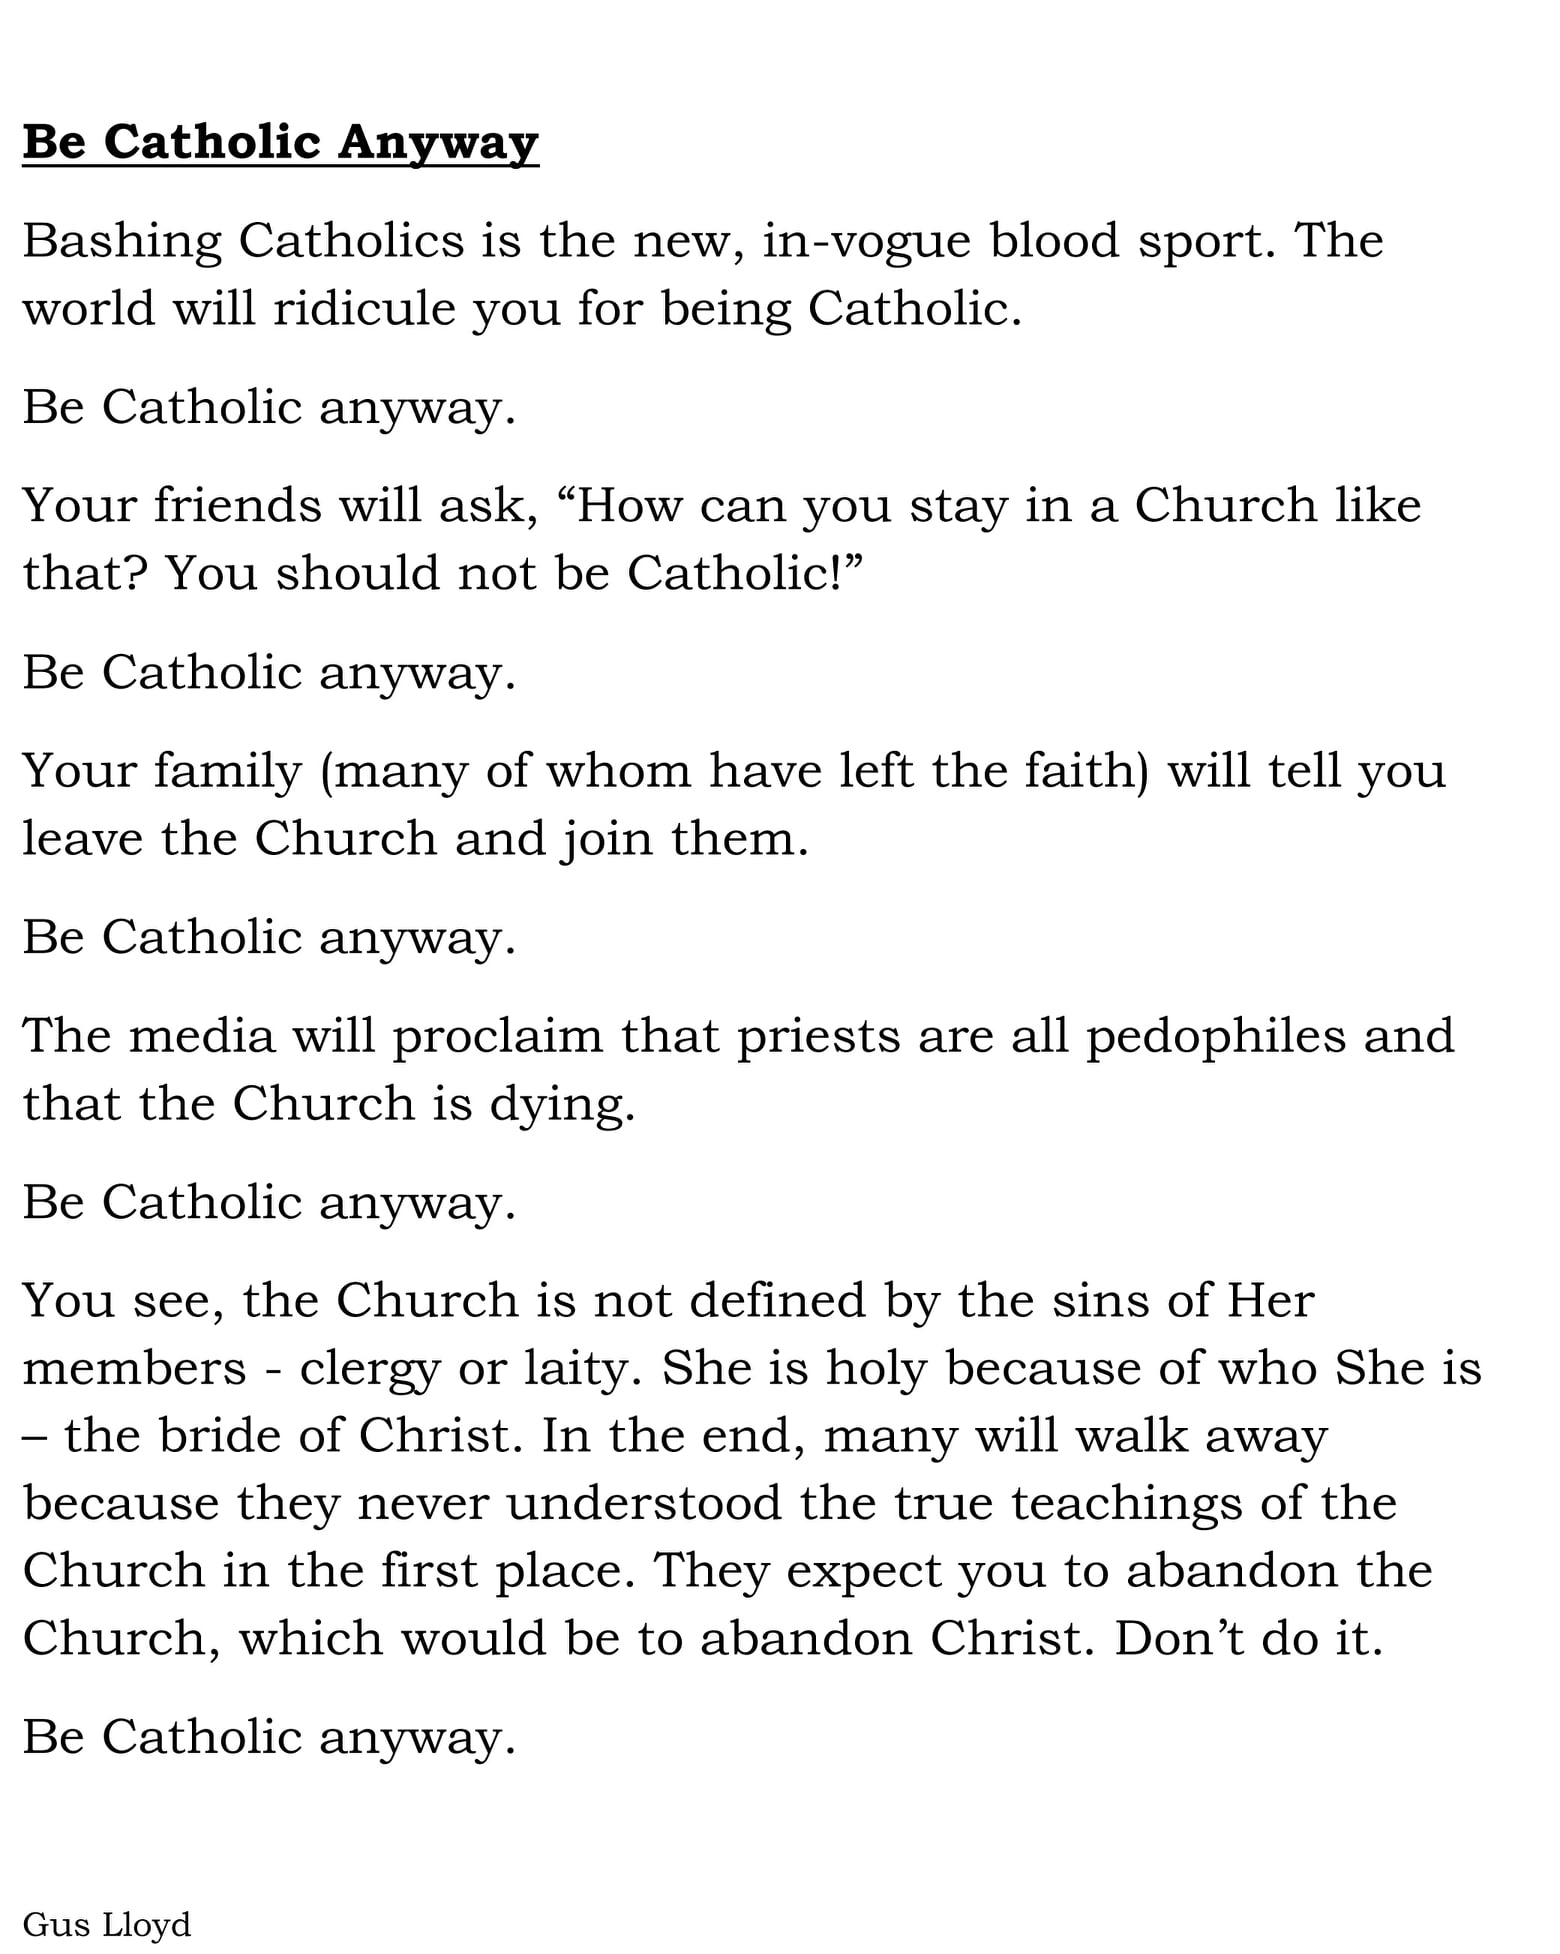 Be Catholic Anyway
Bashing Catholics is the new, in-vogue blood sport. The
world will ridicule you for being Catholic.
Be Catholic anyway.
Your friends will ask, “How can you stay in a Church like
that? You should not be Catholic!”
Be Catholic anyway.
Your family (many of whom have left the faith) will tell you
leave the Church and join them.
Be Catholic anyway.
The media will proclaim that priests are all pedophiles and
that the Church is dying.
Be Catholic anyway.
You see, the Church is not defined by the sins of Her
members - clergy or laity. She is holy because of who She is
– the bride of Christ. In the end, many will walk away
because they never understood the true teachings of the
Church in the first place. They expect you to abandon the
Church, which would be to abandon Christ. Don’t do it.
Be Catholic anyway.
Gus Lloyd